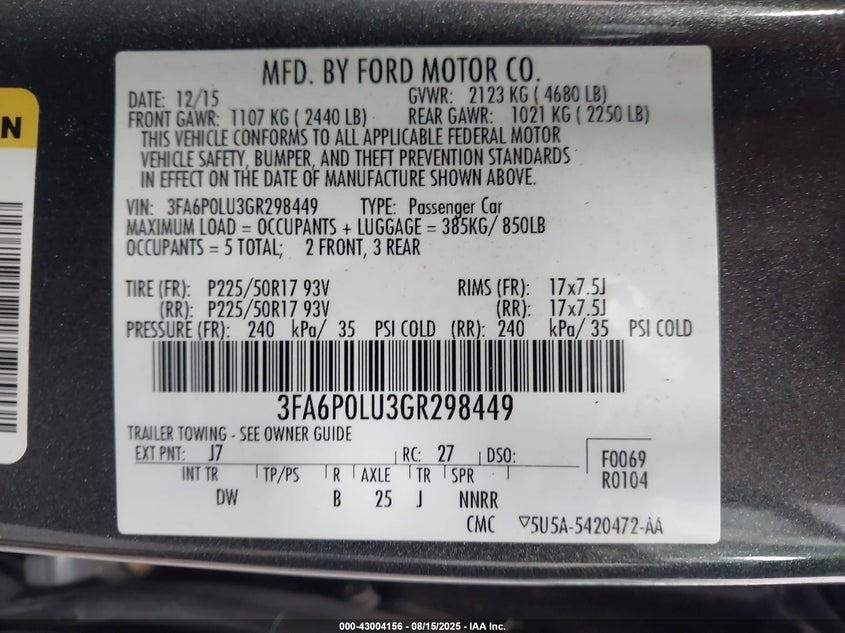 MFD. BY FORD MOTOR CO.
DATE: 12/15 GVWR: 2123 KG ( 4680 LB)
FRONT GAWR: 1107 KG ( 2440 LB) REAR GAWR: 1021 KG ( 2250 LB)
THIS VEHICLE CONFORMS TO ALL APPLICABLE FEDERAL MOTOR
VEHICLE SAFETY, BUMPER, AND THEFT PREVENTION STANDARDS
IN EFFECT ON THE DATE OF MANUFACTURE SHOWN ABOVE.
VIN: 3FA6P0LU3GR298449 TYPE: Passenger Car
MAXIMUM LOAD = OCCUPANTS + LUGGAGE = 385KG/ 850LB
OCCUPANTS = 5 TOTAL; 2 FRONT, 3 REAR
TIRE (FR): P225/50R17 93V RIMS (FR): 17x7.5J
(RR): P225/50R17 93V (RR): 17x7.5J
PRESSURE (FR): 240 kPa/ 35 PSI COLD (RR): 240 kPa/ 35 PSI COLD
3FA6P0LU3GR298449
TRAILER TOWING - SEE OWNER GUIDE
EXT PNT: J7 RC: 27 DSO: F0069
INT TR TP/PS R AXLE TR SPR R0104
DW B 25 J NNRR
CMC ▽5U5A-5420472-AA
N
000-43004156 - 08/15/2025 - IAA Inc.